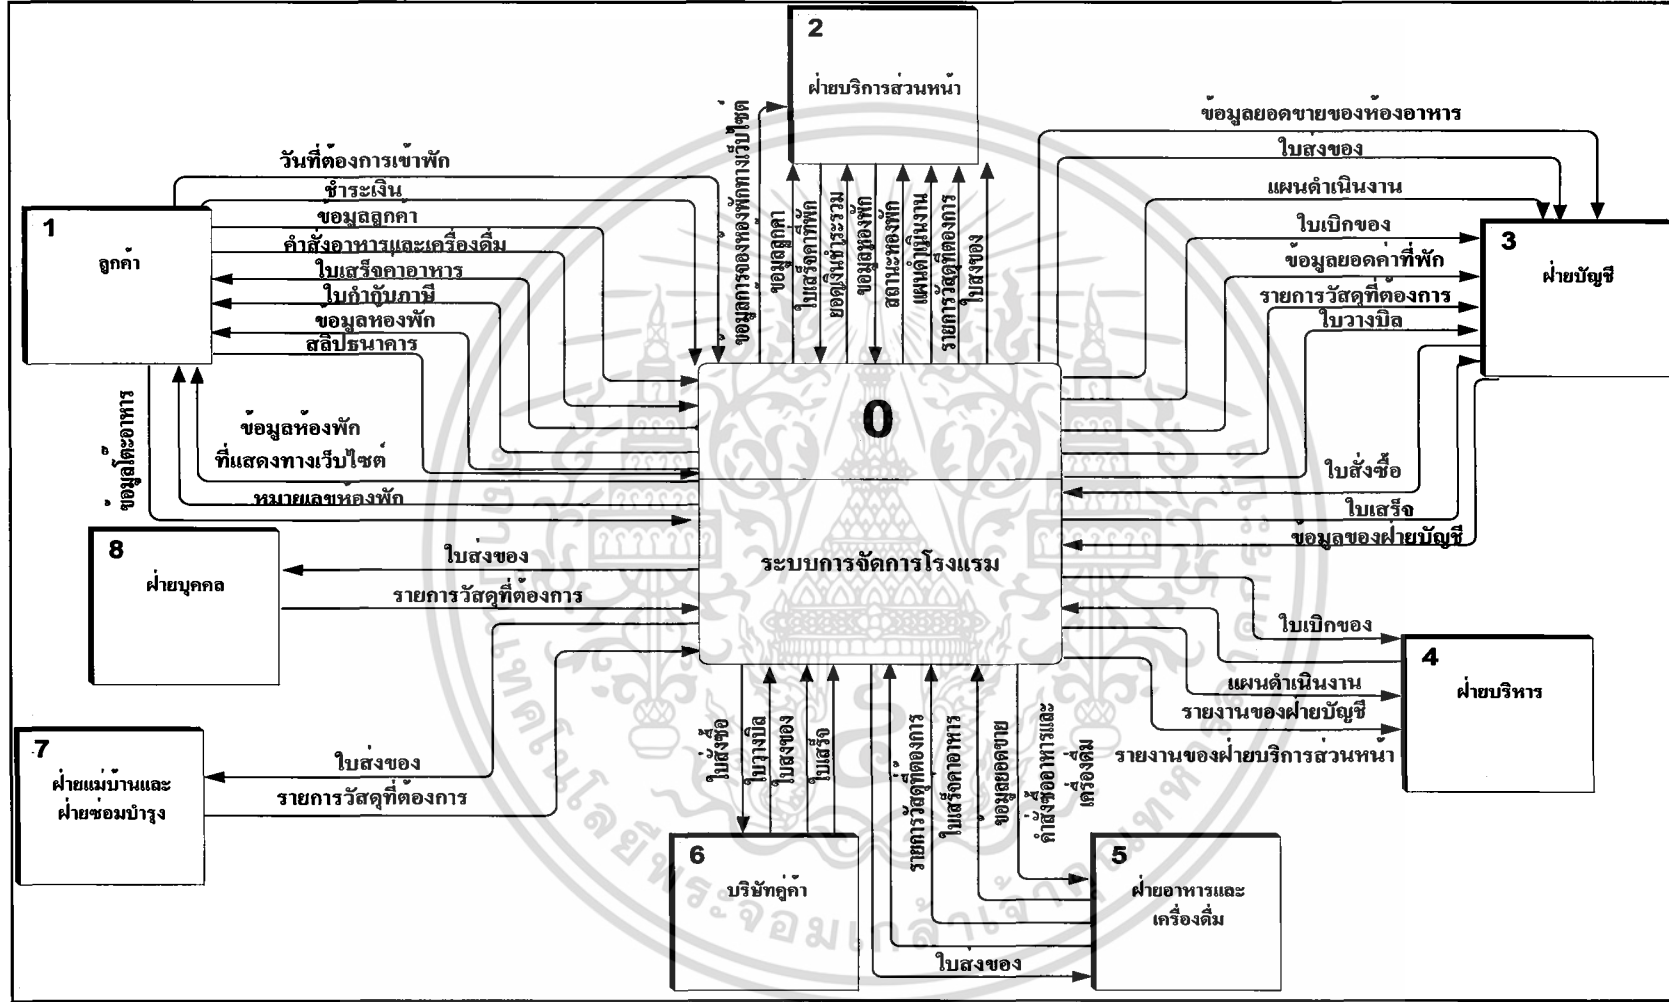 2
ฝ่ายบริการส่วนหน้า
ข้อมูลการจองห้องพักทางเว็บไซต์
ข้อมูลลูกค้า
ใบเสร็จค่าที่พัก
ยอดเงินชำระรวม
ข้อมูลห้องพัก
สถานะห้องพัก
แผนดำเนินงาน
รายการวัสดุที่ต้องการ
ใบส่งของ
1
ลูกค้า
วันที่ต้องการเข้าพัก
ชำระเงิน
ข้อมูลลูกค้า
คำสั่งอาหารและเครื่องดื่ม
ใบเสร็จค่าอาหาร
ใบกำกับภาษี
ข้อมูลห้องพัก
สลิปธนาคาร
ข้อมูลห้องพัก
ที่แสดงทางเว็บไซต์
หมายเลขห้องพัก
ข้อมูลโต๊ะอาหาร
ข้อมูลยอดขายของห้องอาหาร
ใบส่งของ
แผนดำเนินงาน
ใบเบิกของ
ข้อมูลยอดค่าที่พัก
รายการวัสดุที่ต้องการ
ใบวางบิล
3
ฝ่ายบัญชี
ใบสั่งซื้อ
ใบเสร็จ
ข้อมูลของฝ่ายบัญชี
0
ระบบการจัดการโรงแรม
8
ฝ่ายบุคคล
ใบส่งของ
รายการวัสดุที่ต้องการ
ใบเบิกของ
แผนดำเนินงาน
รายงานของฝ่ายบัญชี
รายงานของฝ่ายบริการส่วนหน้า
4
ฝ่ายบริหาร
7
ฝ่ายแม่บ้านและ
ฝ่ายซ่อมบำรุง
ใบส่งของ
รายการวัสดุที่ต้องการ
ใบสั่งซื้อ
ใบวางบิล
ใบส่งของ
ใบเสร็จ
6
บริษัทคู่ค้า
รายการวัสดุที่ต้องการ
ใบเสร็จค่าอาหาร
ข้อมูลยอดขาย
คำสั่งซื้ออาหารและ
เครื่องดื่ม
ใบส่งของ
5
ฝ่ายอาหารและ
เครื่องดื่ม